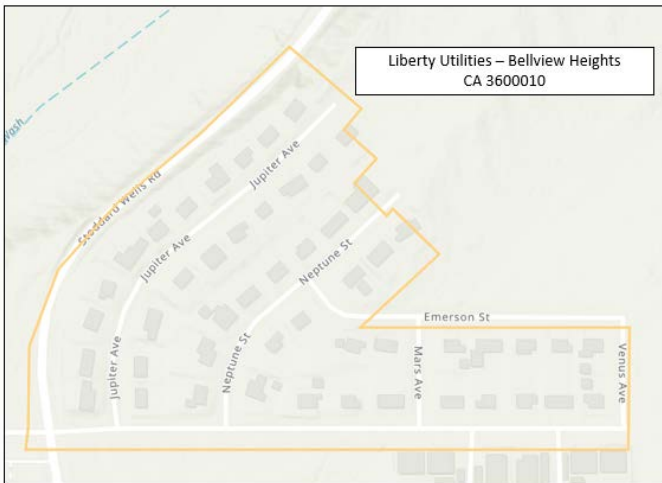 Liberty Utilities – Bellview Heights
CA 3600010
Wash
Stoddard Wells Rd
Jupiter Ave
Jupiter Ave
Jupiter Ave
Neptune St
Neptune St
Emerson St
Mars Ave
Venus Ave